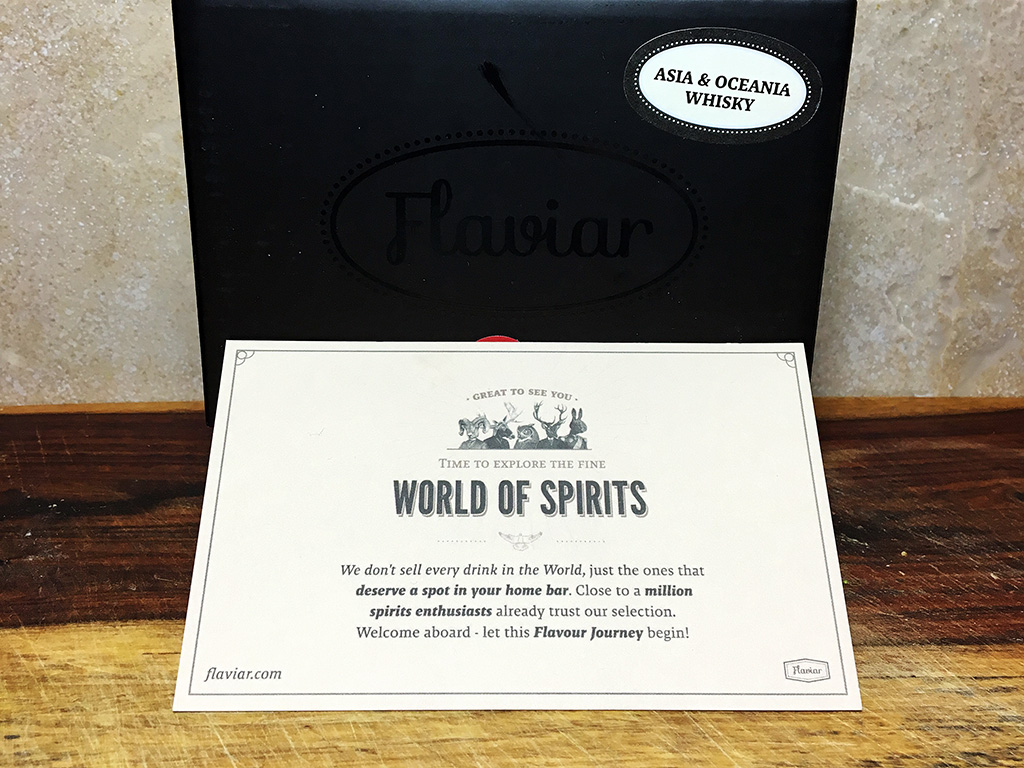 ASIA & OCEANIA
WHISKY
Flaviar
· GREAT TO SEE YOU ·
TIME TO EXPLORE THE FINE
WORLD OF SPIRITS
We don't sell every drink in the World, just the ones that
deserve a spot in your home bar. Close to a million
spirits enthusiasts already trust our selection.
Welcome aboard - let this Flavour Journey begin!
flaviar.com
Flaviar